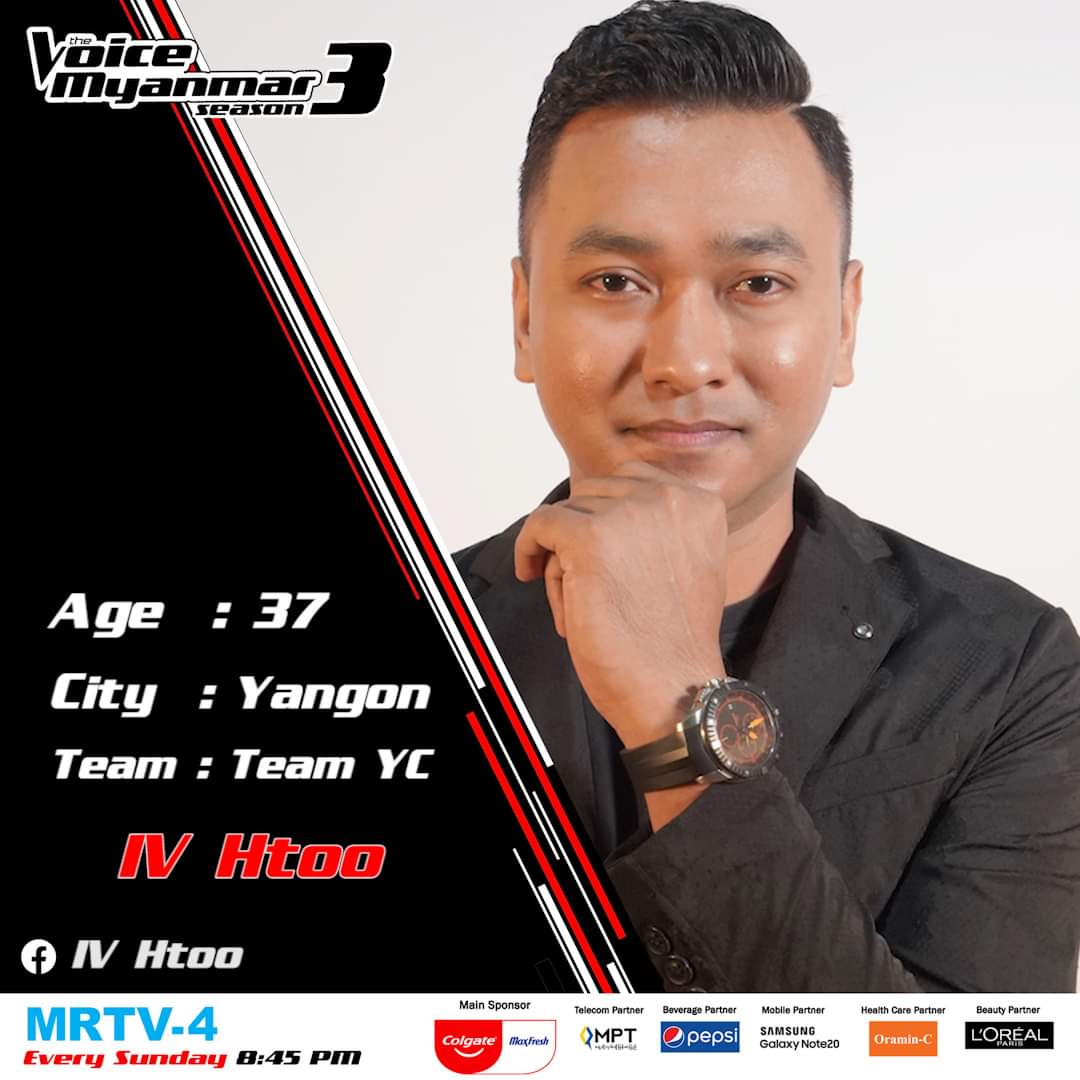 the
Voice
Myanmar 3
season
Age : 37
City : Yangon
Team : Team YC
IV Htoo
IV Htoo
MRTV-4
Every Sunday 8:45 PM
Main Sponsor
Colgate MaxFresh
Telecom Partner
MPT
Beverage Partner
pepsi
Mobile Partner
SAMSUNG
Galaxy Note20
Health Care Partner
Oramin-C
Beauty Partner
L'ORÉAL
PARIS